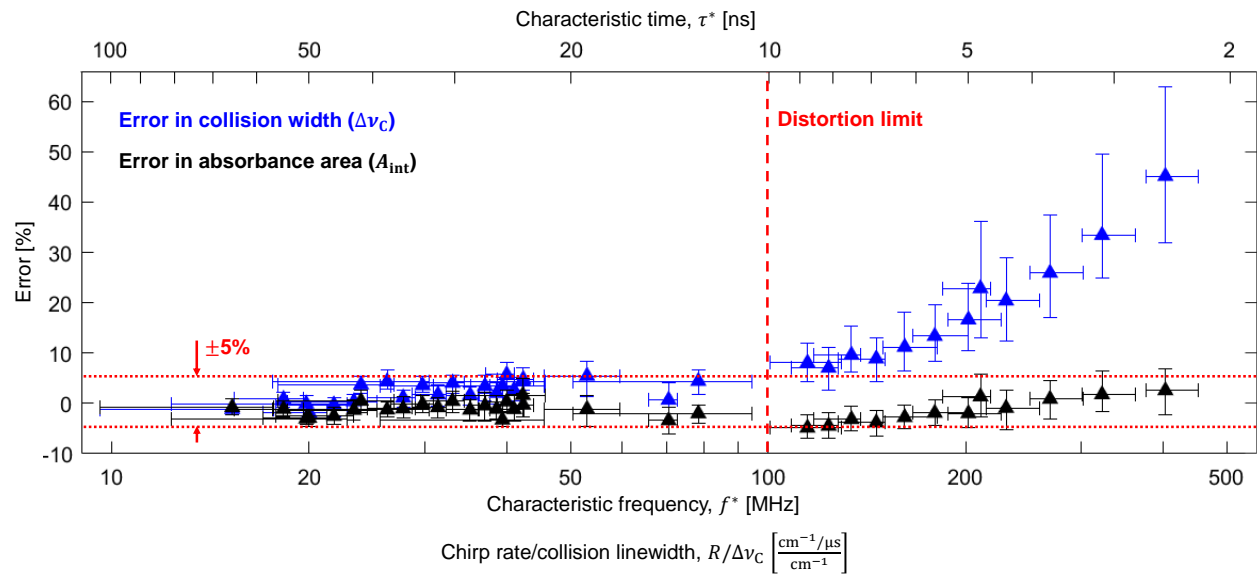 Characteristic time, τ* [ns]
100 50 20 10 5 2
Error in collision width (Δν_C)
Error in absorbance area (A_int)
Distortion limit
±5%
Error [%]
60
50
40
30
20
10
0
-10
10 20 50 100 200 500
Characteristic frequency, f* [MHz]
Chirp rate/collision linewidth, R/Δν_C [cm⁻¹/μs / cm⁻¹]